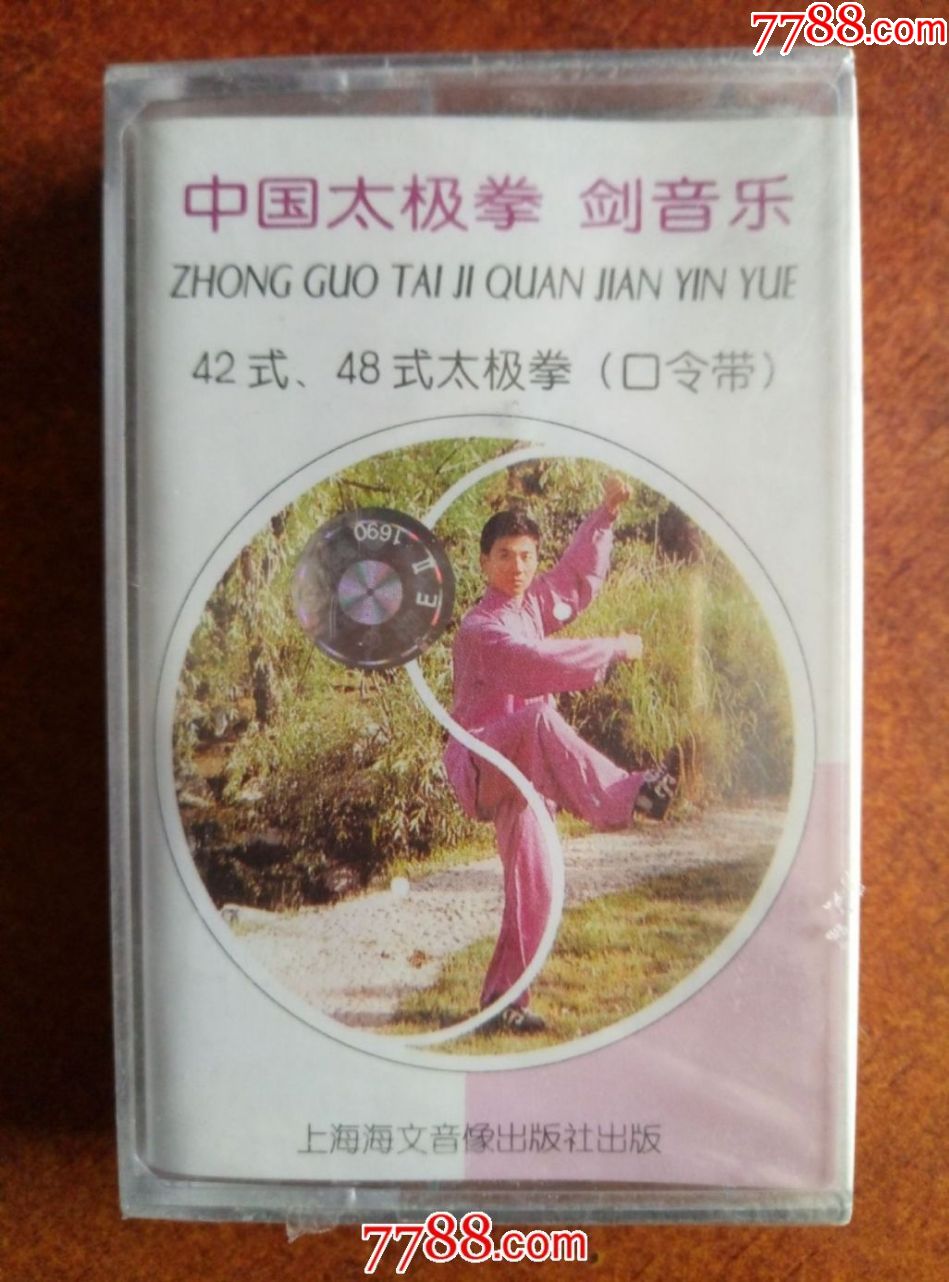 7788.com
中国太极拳 剑音乐
ZHONG GUO TAI JI QUAN JIAN YIN YUE
42式、48式太极拳（口令带）
1690
E II
上海海文音像出版社出版
7788.com